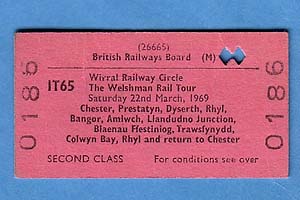 (26665)
British Railways Board (M)
0186
IT65
Wirral Railway Circle
The Welshman Rail Tour
Saturday 22nd March, 1969
Chester, Prestatyn, Dyserth, Rhyl,
Bangor, Amlwch, Llandudno Junction,
Blaenau Ffestiniog, Trawsfynydd,
Colwyn Bay, Rhyl and return to Chester
SECOND CLASS For conditions see over
0186